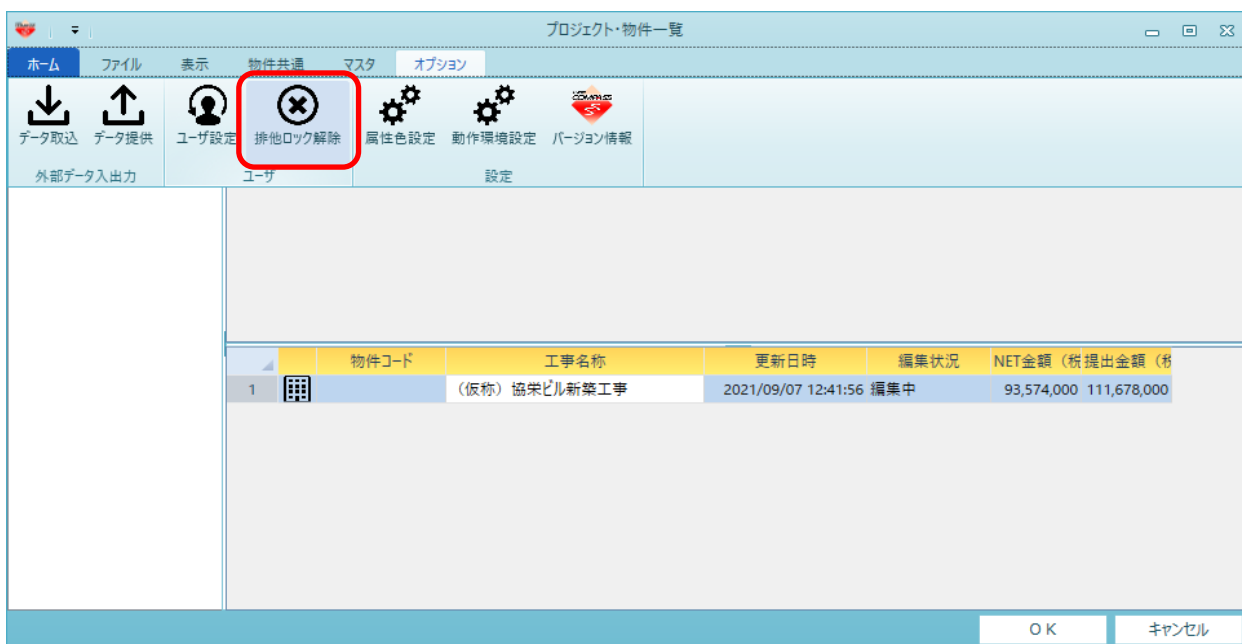 プロジェクト・物件一覧
ホーム ファイル 表示 物件共通 マスタ オプション
データ取込 データ提供 ユーザ設定 排他ロック解除 属性色設定 動作環境設定 バージョン情報
外部データ入出力 ユーザ 設定
物件コード 工事名称 更新日時 編集状況 NET金額（税 提出金額（税
1 （仮称）協栄ビル新築工事 2021/09/07 12:41:56 編集中 93,574,000 111,678,000
ＯＫ キャンセル